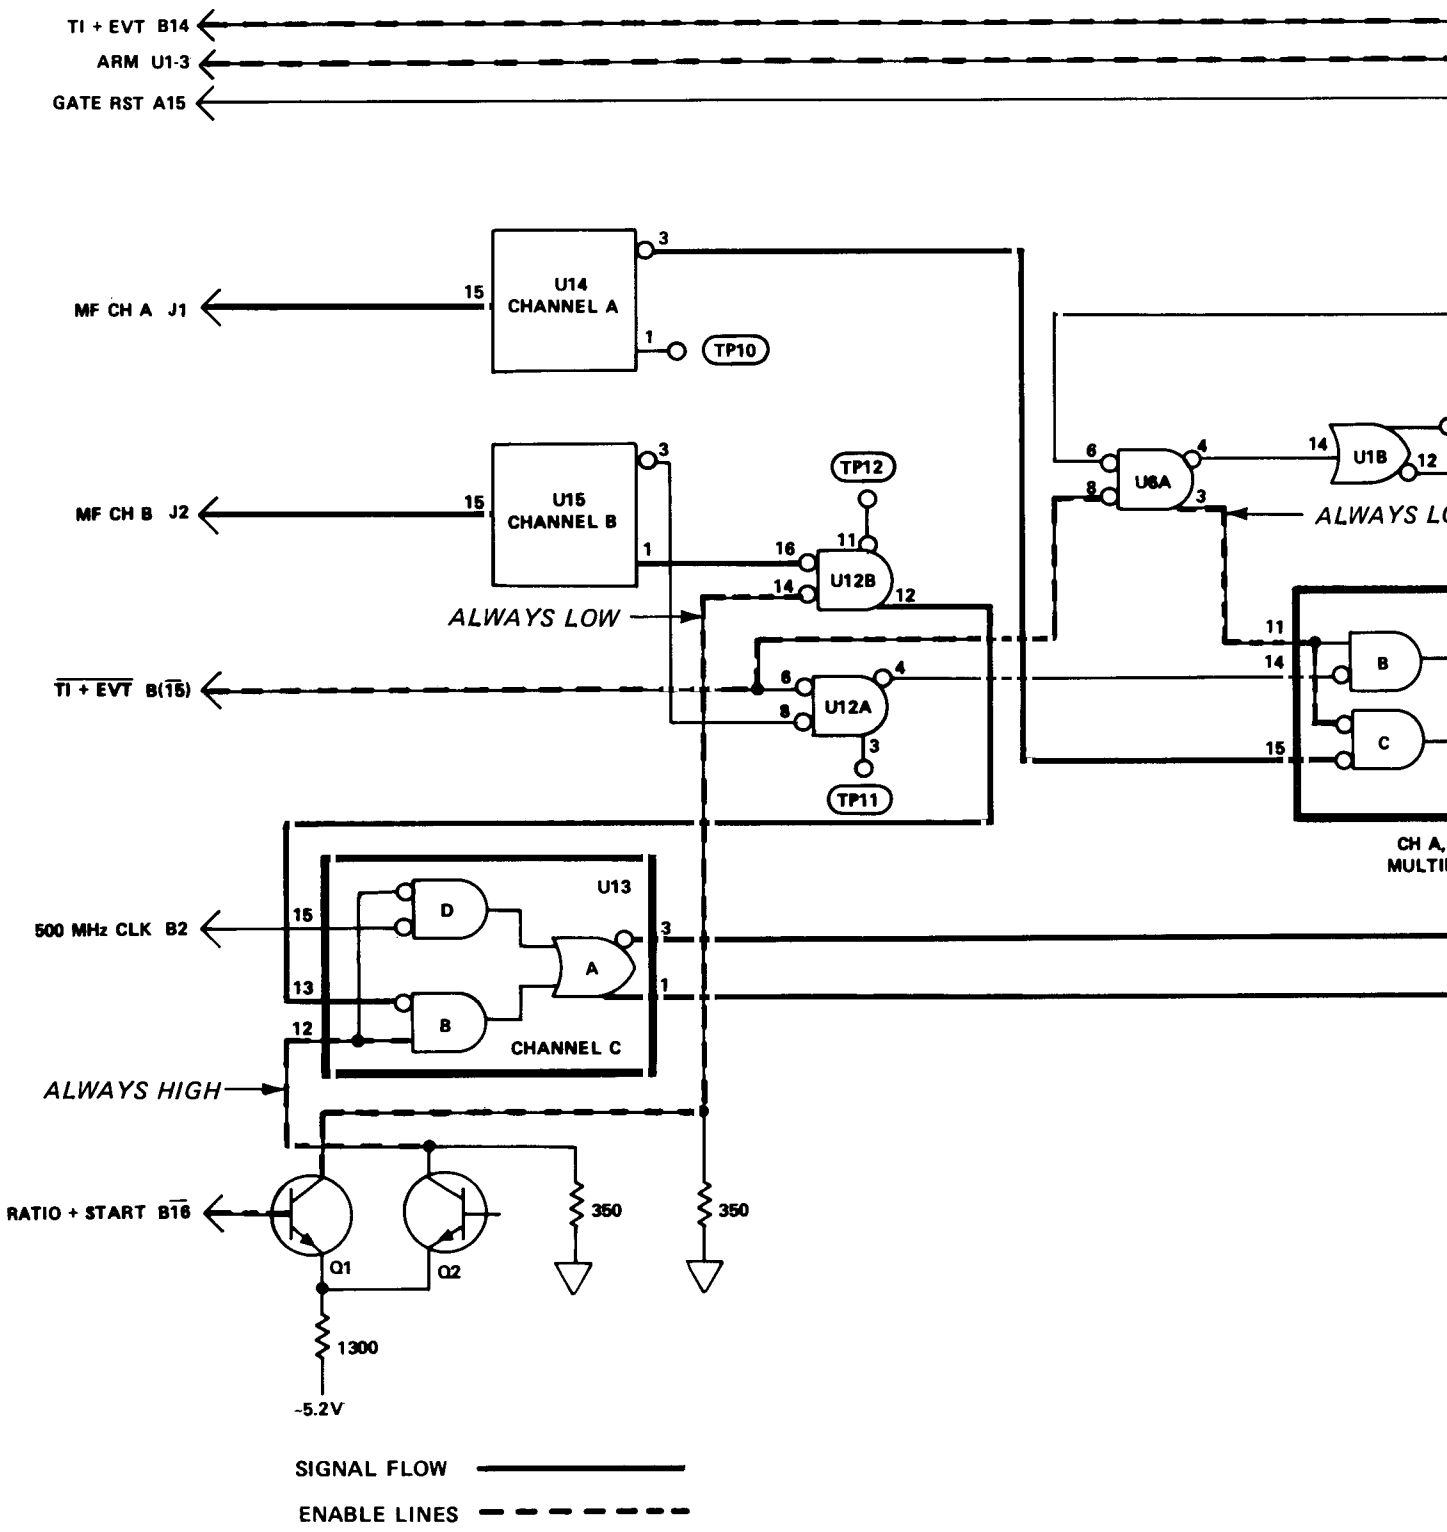 TI + EVT B14
ARM U1-3
GATE RST A15
MF CH A J1
15
U14
CHANNEL A
3
1
TP10
MF CH B J2
15
U15
CHANNEL B
3
1
TP12
11
16
14
U12B
12
6
8
U6A
4
3
14
U1B
12
ALWAYS LOW
TI + EVT B(15)
6
8
U12A
4
3
TP11
11
14
15
B
C
CH A,
500 MHz CLK B2
15
13
12
U13
D
A
B
3
1
CHANNEL C
ALWAYS HIGH
RATIO + START B16
Q1
Q2
350
350
1300
-5.2V
SIGNAL FLOW
ENABLE LINES